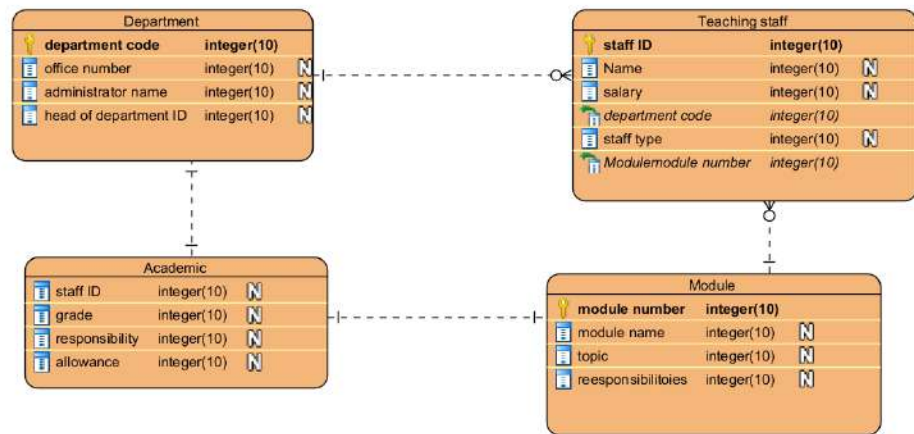 Department
department code integer(10)
office number integer(10) N
administrator name integer(10) N
head of department ID integer(10) N
Teaching staff
staff ID integer(10)
Name integer(10) N
salary integer(10) N
department code integer(10)
staff type integer(10) N
Modulemodule number integer(10)
Academic
staff ID integer(10) N
grade integer(10) N
responsibility integer(10) N
allowance integer(10) N
Module
module number integer(10)
module name integer(10) N
topic integer(10) N
reesponsibilitoies integer(10) N